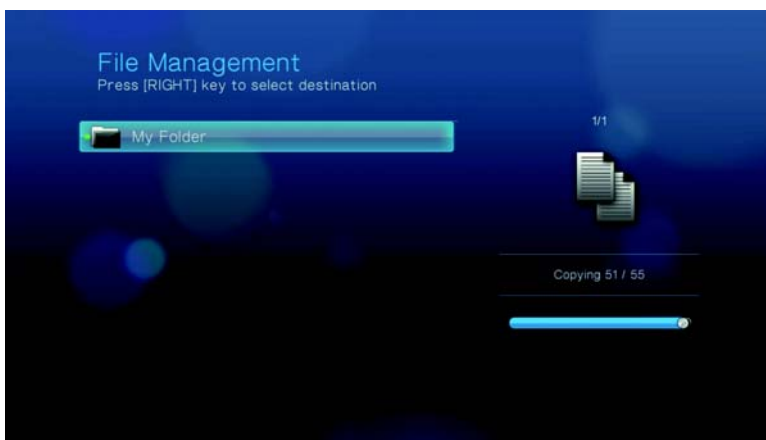 File Management
Press [RIGHT] key to select destination
My Folder
1/1
Copying 51 / 55